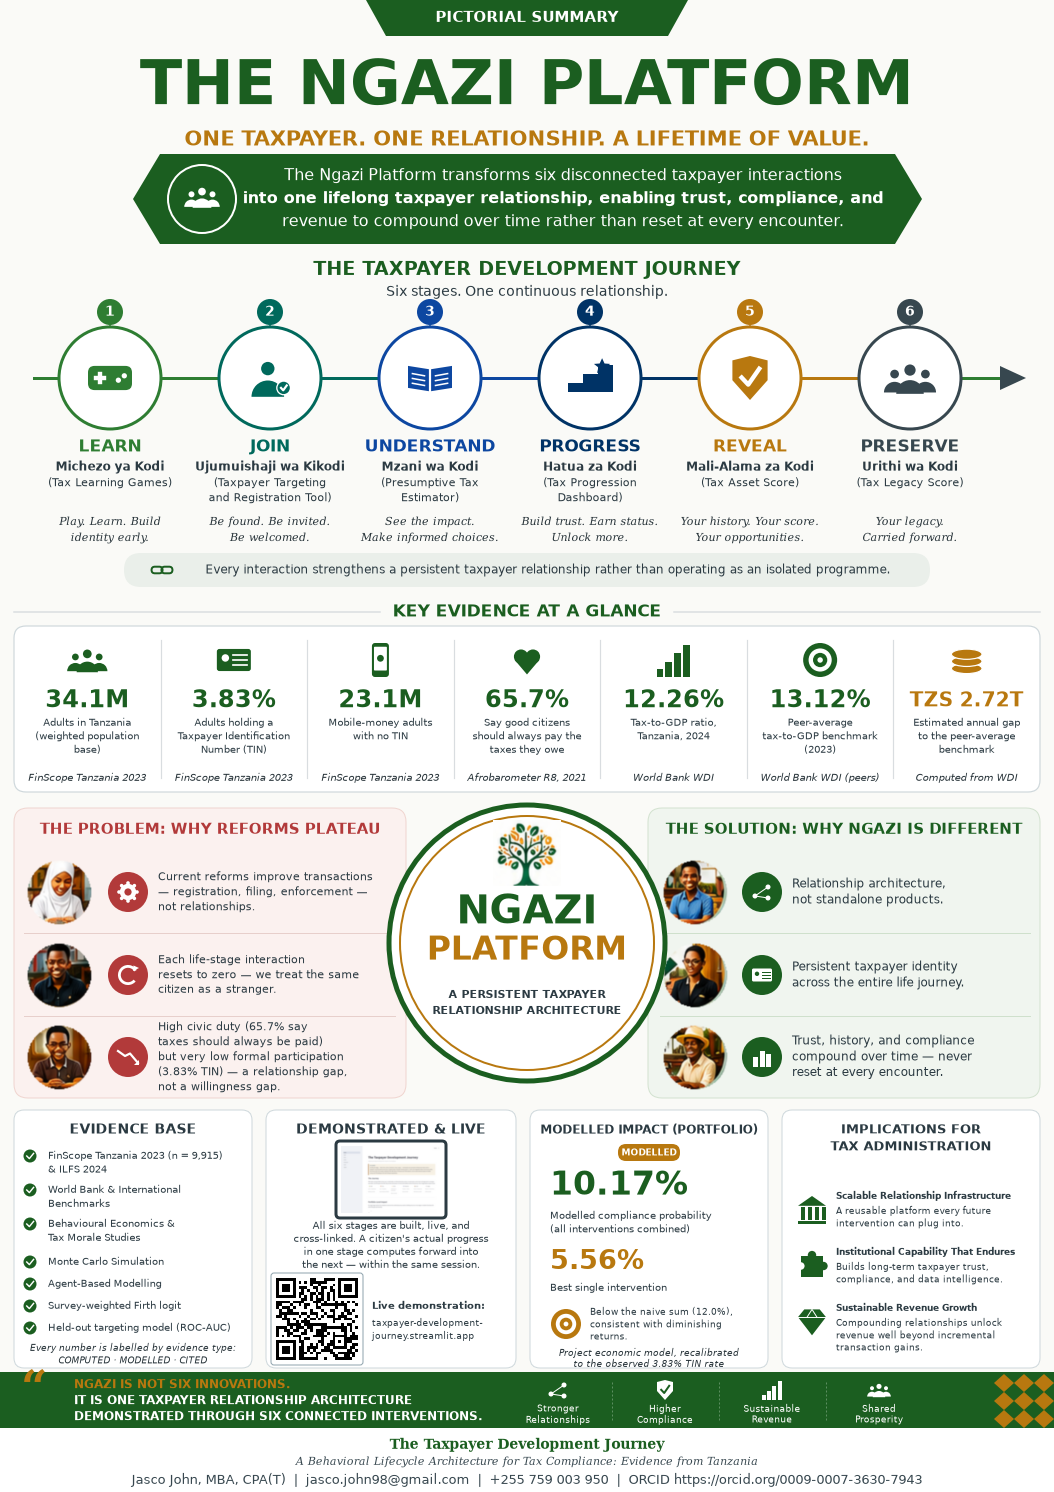 PICTORIAL SUMMARY
THE NGAZI PLATFORM
ONE TAXPAYER. ONE RELATIONSHIP. A LIFETIME OF VALUE.
The Ngazi Platform transforms six disconnected taxpayer interactions
into one lifelong taxpayer relationship, enabling trust, compliance, and
revenue to compound over time rather than reset at every encounter.
THE TAXPAYER DEVELOPMENT JOURNEY
Six stages. One continuous relationship.
1
LEARN
Michezo ya Kodi
(Tax Learning Games)
Play. Learn. Build
identity early.
2
JOIN
Ujumuishaji wa Kikodi
(Taxpayer Targeting
and Registration Tool)
Be found. Be invited.
Be welcomed.
3
UNDERSTAND
Mzani wa Kodi
(Presumptive Tax
Estimator)
See the impact.
Make informed choices.
4
PROGRESS
Hatua za Kodi
(Tax Progression
Dashboard)
Build trust. Earn status.
Unlock more.
5
REVEAL
Mali-Alama za Kodi
(Tax Asset Score)
Your history. Your score.
Your opportunities.
6
PRESERVE
Urithi wa Kodi
(Tax Legacy Score)
Your legacy.
Carried forward.
Every interaction strengthens a persistent taxpayer relationship rather than operating as an isolated programme.
KEY EVIDENCE AT A GLANCE
34.1M
Adults in Tanzania
(weighted population
base)
FinScope Tanzania 2023
3.83%
Adults holding a
Taxpayer Identification
Number (TIN)
FinScope Tanzania 2023
23.1M
Mobile-money adults
with no TIN
FinScope Tanzania 2023
65.7%
Say good citizens
should always pay the
taxes they owe
Afrobarometer R8, 2021
12.26%
Tax-to-GDP ratio,
Tanzania, 2024
World Bank WDI
13.12%
Peer-average
tax-to-GDP benchmark
(2023)
World Bank WDI (peers)
TZS 2.72T
Estimated annual gap
to the peer-average
benchmark
Computed from WDI
THE PROBLEM: WHY REFORMS PLATEAU
Current reforms improve transactions
— registration, filing, enforcement —
not relationships.
Each life-stage interaction
resets to zero — we treat the same
citizen as a stranger.
High civic duty (65.7% say
taxes should always be paid)
but very low formal participation
(3.83% TIN) — a relationship gap,
not a willingness gap.
NGAZI
PLATFORM
A PERSISTENT TAXPAYER
RELATIONSHIP ARCHITECTURE
THE SOLUTION: WHY NGAZI IS DIFFERENT
Relationship architecture,
not standalone products.
Persistent taxpayer identity
across the entire life journey.
Trust, history, and compliance
compound over time — never
reset at every encounter.
EVIDENCE BASE
FinScope Tanzania 2023 (n = 9,915)
& ILFS 2024
World Bank & International
Benchmarks
Behavioural Economics &
Tax Morale Studies
Monte Carlo Simulation
Agent-Based Modelling
Survey-weighted Firth logit
Held-out targeting model (ROC-AUC)
Every number is labelled by evidence type:
COMPUTED · MODELLED · CITED
DEMONSTRATED & LIVE
All six stages are built, live, and
cross-linked. A citizen's actual progress
in one stage computes forward into
the next — within the same session.
Live demonstration:
taxpayer-development-
journey.streamlit.app
MODELLED IMPACT (PORTFOLIO)
MODELLED
10.17%
Modelled compliance probability
(all interventions combined)
5.56%
Best single intervention
Below the naive sum (12.0%),
consistent with diminishing
returns.
Project economic model, recalibrated
to the observed 3.83% TIN rate
IMPLICATIONS FOR
TAX ADMINISTRATION
Scalable Relationship Infrastructure
A reusable platform every future
intervention can plug into.
Institutional Capability That Endures
Builds long-term taxpayer trust,
compliance, and data intelligence.
Sustainable Revenue Growth
Compounding relationships unlock
revenue well beyond incremental
transaction gains.
“
NGAZI IS NOT SIX INNOVATIONS.
IT IS ONE TAXPAYER RELATIONSHIP ARCHITECTURE
DEMONSTRATED THROUGH SIX CONNECTED INTERVENTIONS.
Stronger
Relationships
Higher
Compliance
Sustainable
Revenue
Shared
Prosperity
The Taxpayer Development Journey
A Behavioral Lifecycle Architecture for Tax Compliance: Evidence from Tanzania
Jasco John, MBA, CPA(T) | jasco.john98@gmail.com | +255 759 003 950 | ORCID https://orcid.org/0009-0007-3630-7943